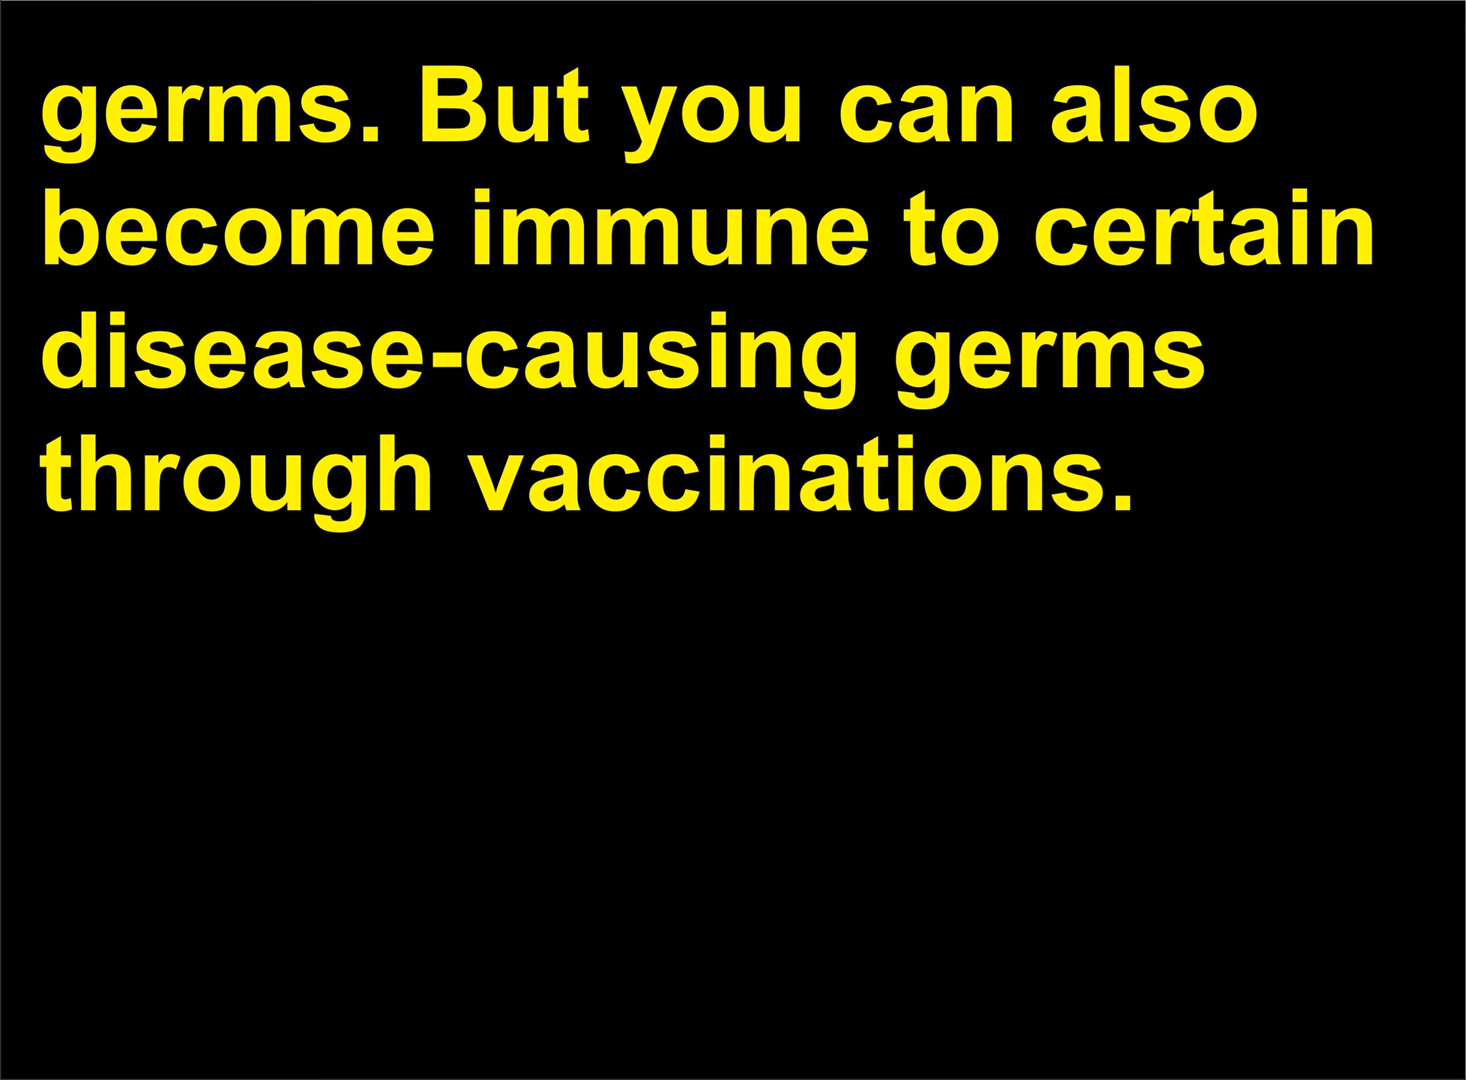 germs. But you can also
become immune to certain
disease-causing germs
through vaccinations.